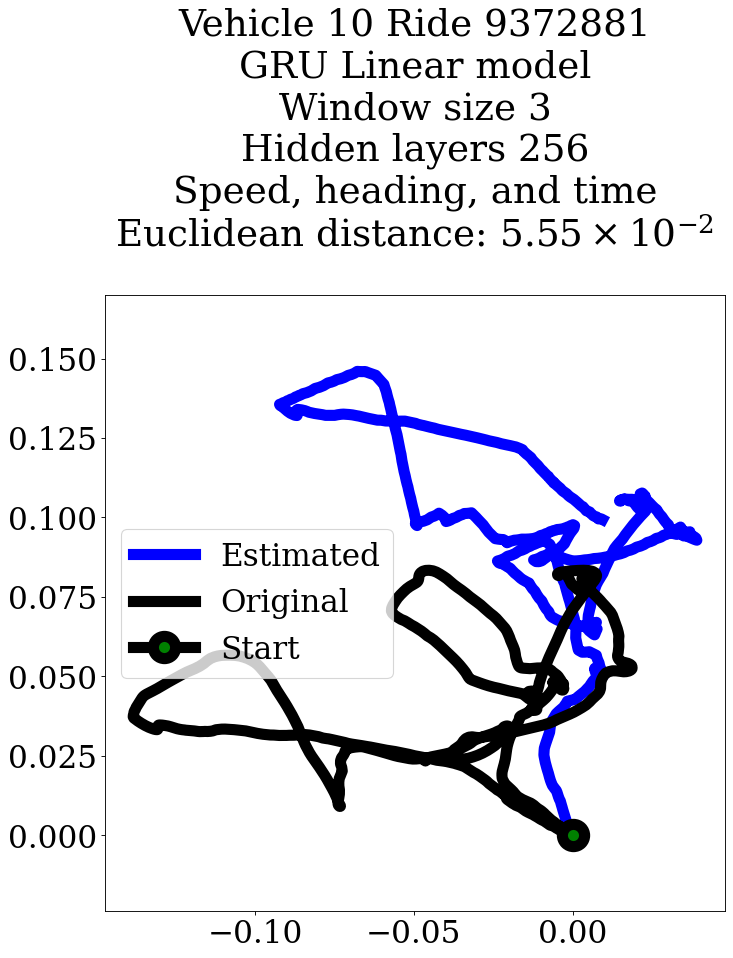 Vehicle 10 Ride 9372881
GRU Linear model
Window size 3
Hidden layers 256
Speed, heading, and time
Euclidean distance: 5.55 × 10⁻²
0.150
0.125
0.100
0.075
0.050
0.025
0.000
Estimated
Original
Start
−0.10
−0.05
0.00